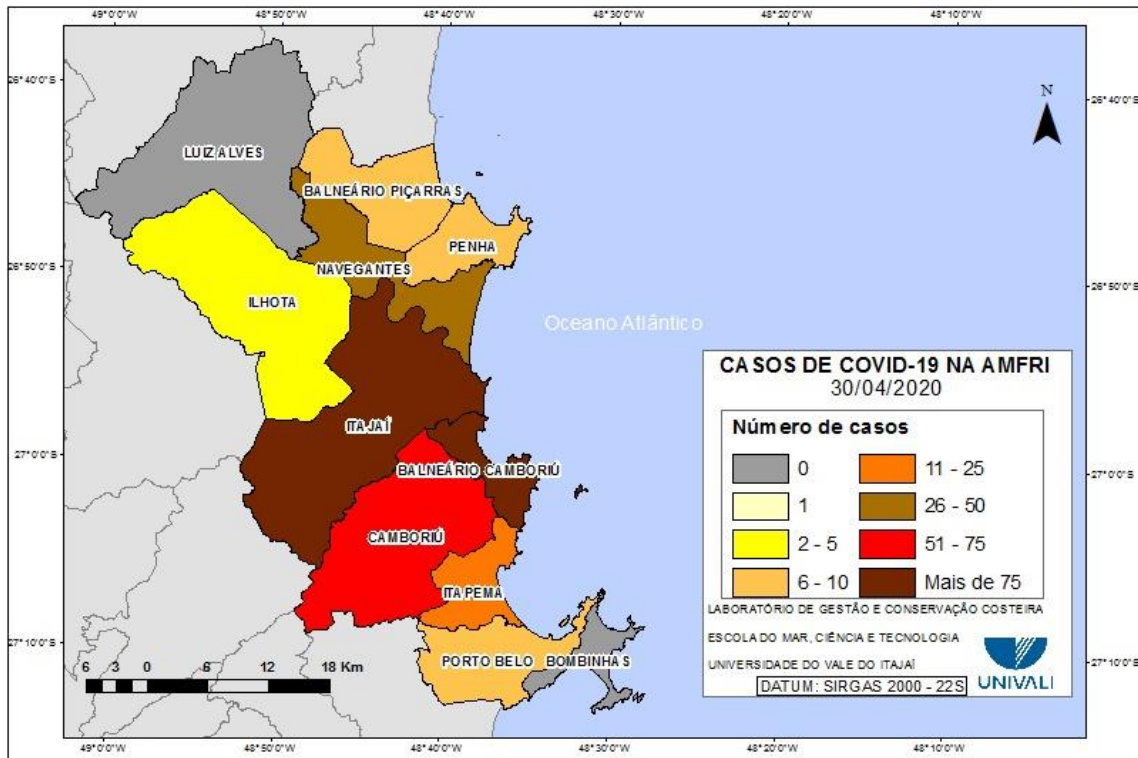 49°0'0"W 48°50'0"W 48°40'0"W 48°30'0"W 48°20'0"W 48°10'0"W
26°40'0"S 26°40'0"S
26°50'0"S 26°50'0"S
27°0'0"S 27°0'0"S
27°10'0"S 27°10'0"S
LUIZ ALVES
BALNEÁRIO PIÇARRAS
PENHA
NAVEGANTES
ILHOTA
Oceano Atlântico
ITAJAÍ
BALNEÁRIO CAMBORIÚ
CAMBORIÚ
ITAPEMA
PORTO BELO
BOMBINHAS
N
CASOS DE COVID-19 NA AMFRI
30/04/2020
Número de casos
0
1
2 - 5
6 - 10
11 - 25
26 - 50
51 - 75
Mais de 75
LABORATÓRIO DE GESTÃO E CONSERVAÇÃO COSTEIRA
ESCOLA DO MAR, CIÊNCIA E TECNOLOGIA
UNIVERSIDADE DO VALE DO ITAJAÍ
DATUM: SIRGAS 2000 - 22S
UNIVALI
6 3 0 6 12 18 Km
49°0'0"W 48°50'0"W 48°40'0"W 48°30'0"W 48°20'0"W 48°10'0"W